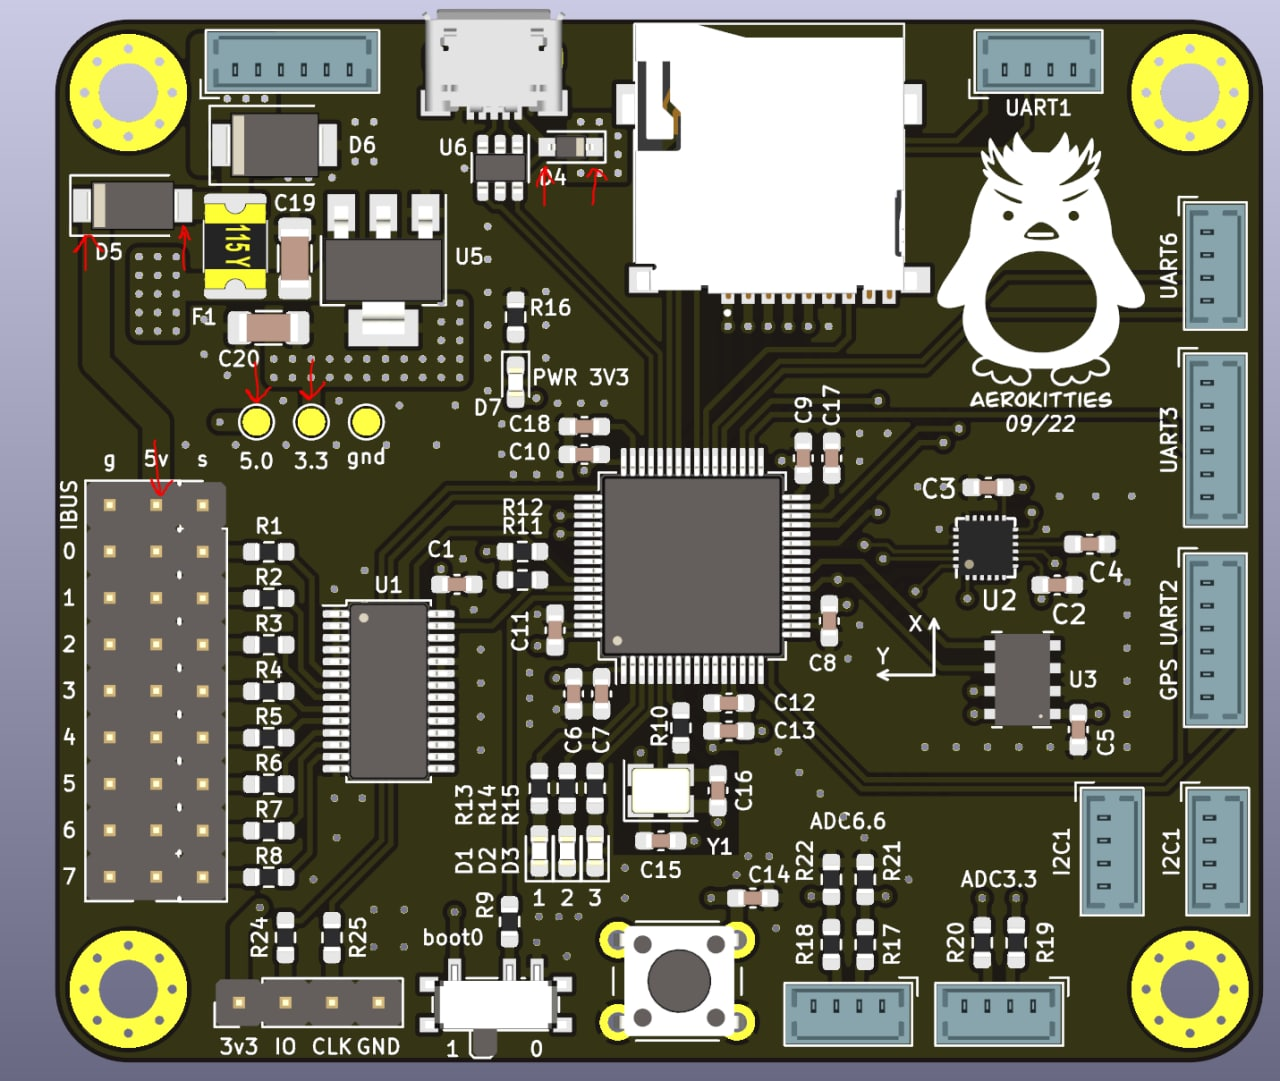 UART1
D6
U6
D4
C19
D5
U5
115Y
UART6
F1
R16
C20
PWR 3V3
D7
AEROKITTIES
09/22
C18
C9
C17
C10
UART3
5.0
3.3
gnd
g
5v
s
IBUS
R12
R11
C3
0
R1
C1
C4
1
R2
U1
U2
C2
UART2
2
R3
C11
C8
X
Y
3
R4
U3
GPS
4
R5
C6
C7
R10
C12
C13
C5
5
R6
R13
R14
R15
C16
6
R7
D1
D2
D3
Y1
ADC6.6
I2C1
I2C1
7
R8
1
2
3
C15
C14
R22
R21
ADC3.3
R24
R25
boot0
R9
R18
R17
R20
R19
3v3
IO
CLK
GND
1
0